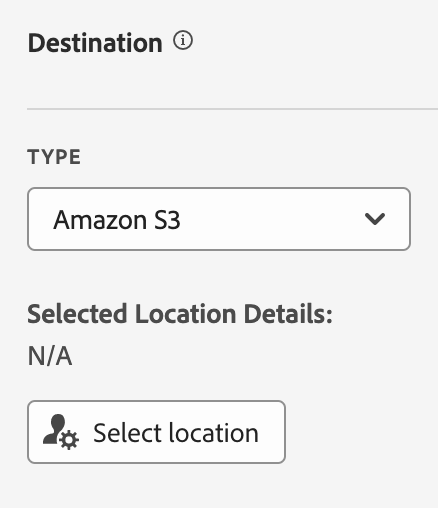 Destination
TYPE
Amazon S3
Selected Location Details:
N/A
Select location